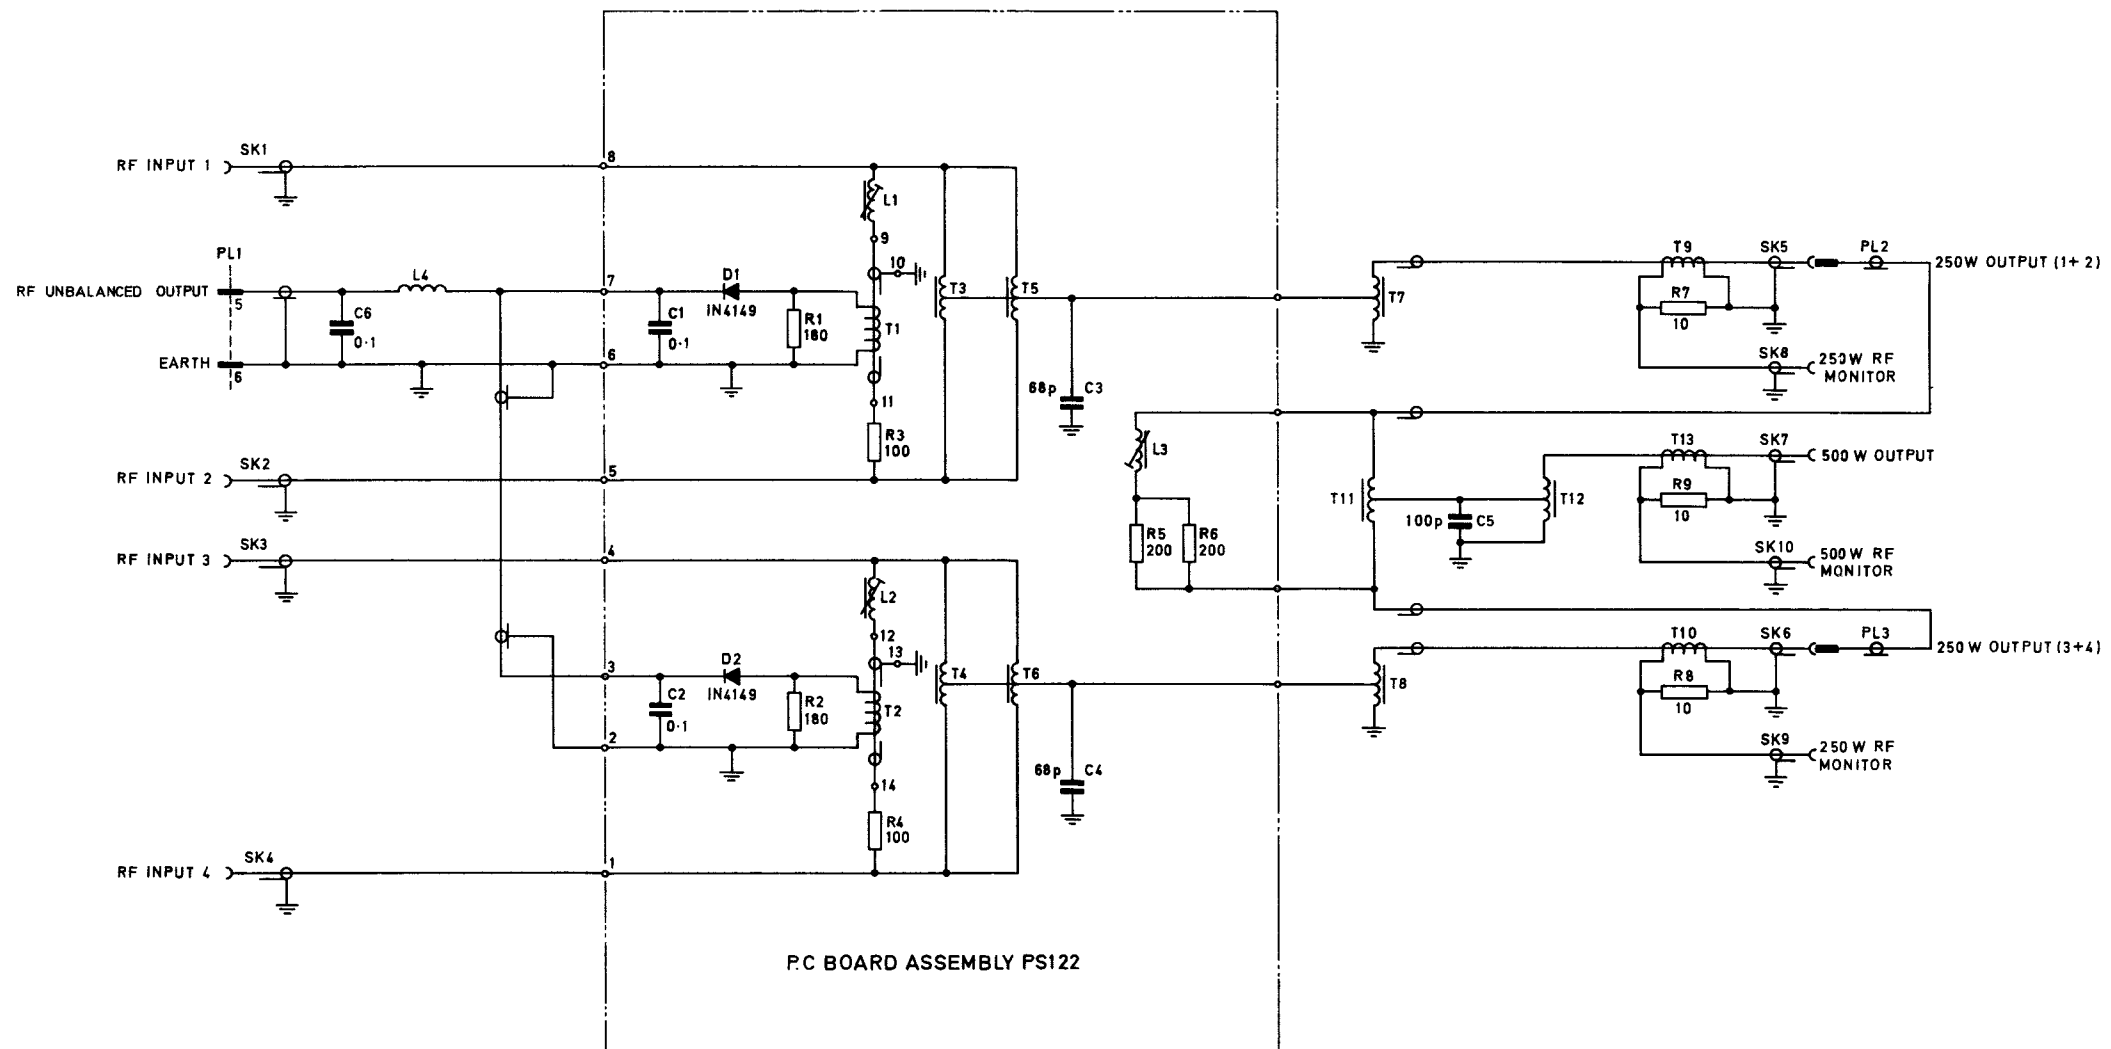 RF INPUT 1
SK1
8
L1
9
10
PL1
RF UNBALANCED OUTPUT
5
L4
C6
0·1
EARTH
6
7
D1
IN4149
C1
0·1
R1
180
T1
6
11
R3
100
T3
T5
68p
C3
RF INPUT 2
SK2
5
RF INPUT 3
SK3
4
L2
12
13
3
D2
IN4149
C2
0·1
R2
180
T2
2
14
R4
100
T4
T6
68p
C4
RF INPUT 4
SK4
1
T7
T9
SK5
PL2
250W OUTPUT (1+2)
R7
10
SK8
250W RF
MONITOR
L3
R5
200
R6
200
T11
100p
C5
T12
T13
SK7
500W OUTPUT
R9
10
SK10
500W RF
MONITOR
T8
T10
SK6
PL3
250W OUTPUT (3+4)
R8
10
SK9
250W RF
MONITOR
P.C BOARD ASSEMBLY PS122